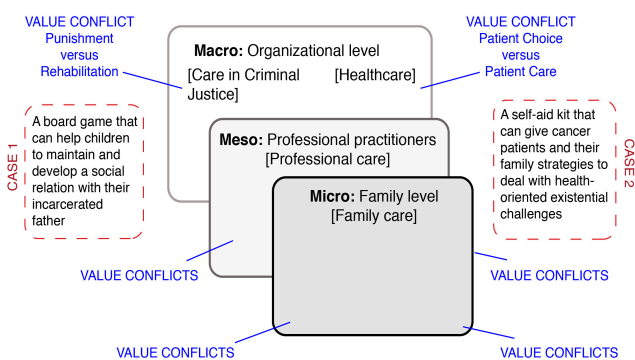 VALUE CONFLICT
Punishment
versus
Rehabilitation
VALUE CONFLICT
Patient Choice
versus
Patient Care
Macro: Organizational level
[Care in Criminal
Justice]
[Healthcare]
CASE 1
A board game that
can help children
to maintain and
develop a social
relation with their
incarcerated
father
Meso: Professional practitioners
[Professional care]
CASE 2
A self-aid kit that
can give cancer
patients and their
family strategies to
deal with health-
oriented existential
challenges
Micro: Family level
[Family care]
VALUE CONFLICTS
VALUE CONFLICTS
VALUE CONFLICTS
VALUE CONFLICTS